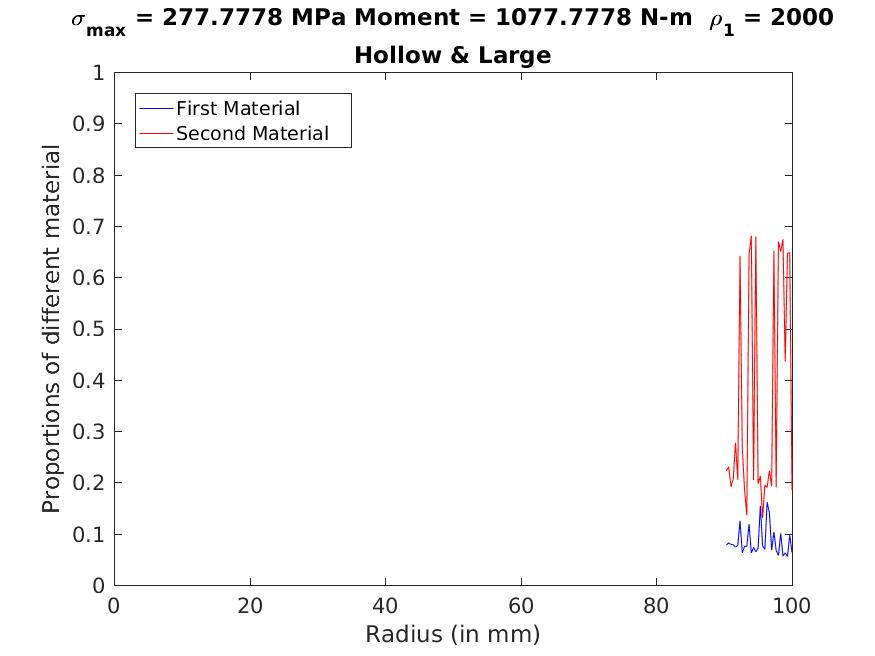 σmax = 277.7778 MPa Moment = 1077.7778 N-m ρ1 = 2000
Hollow & Large
First Material
Second Material
Proportions of different material
1
0.9
0.8
0.7
0.6
0.5
0.4
0.3
0.2
0.1
0
0 20 40 60 80 100
Radius (in mm)